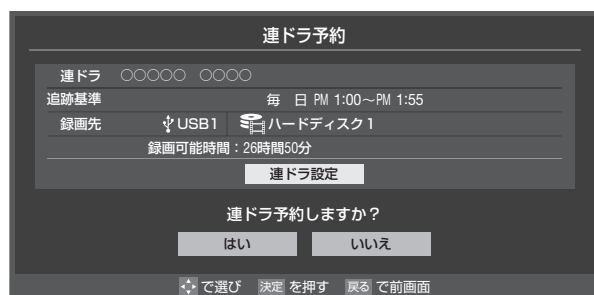 連ドラ予約
連ドラ ○○○○○ ○○○○
追跡基準 毎 日 PM 1:00～PM 1:55
録画先 USB1 ハードディスク1
録画可能時間：26時間50分
連ドラ設定
連ドラ予約しますか？
はい いいえ
で選び 決定 を押す 戻る で前画面